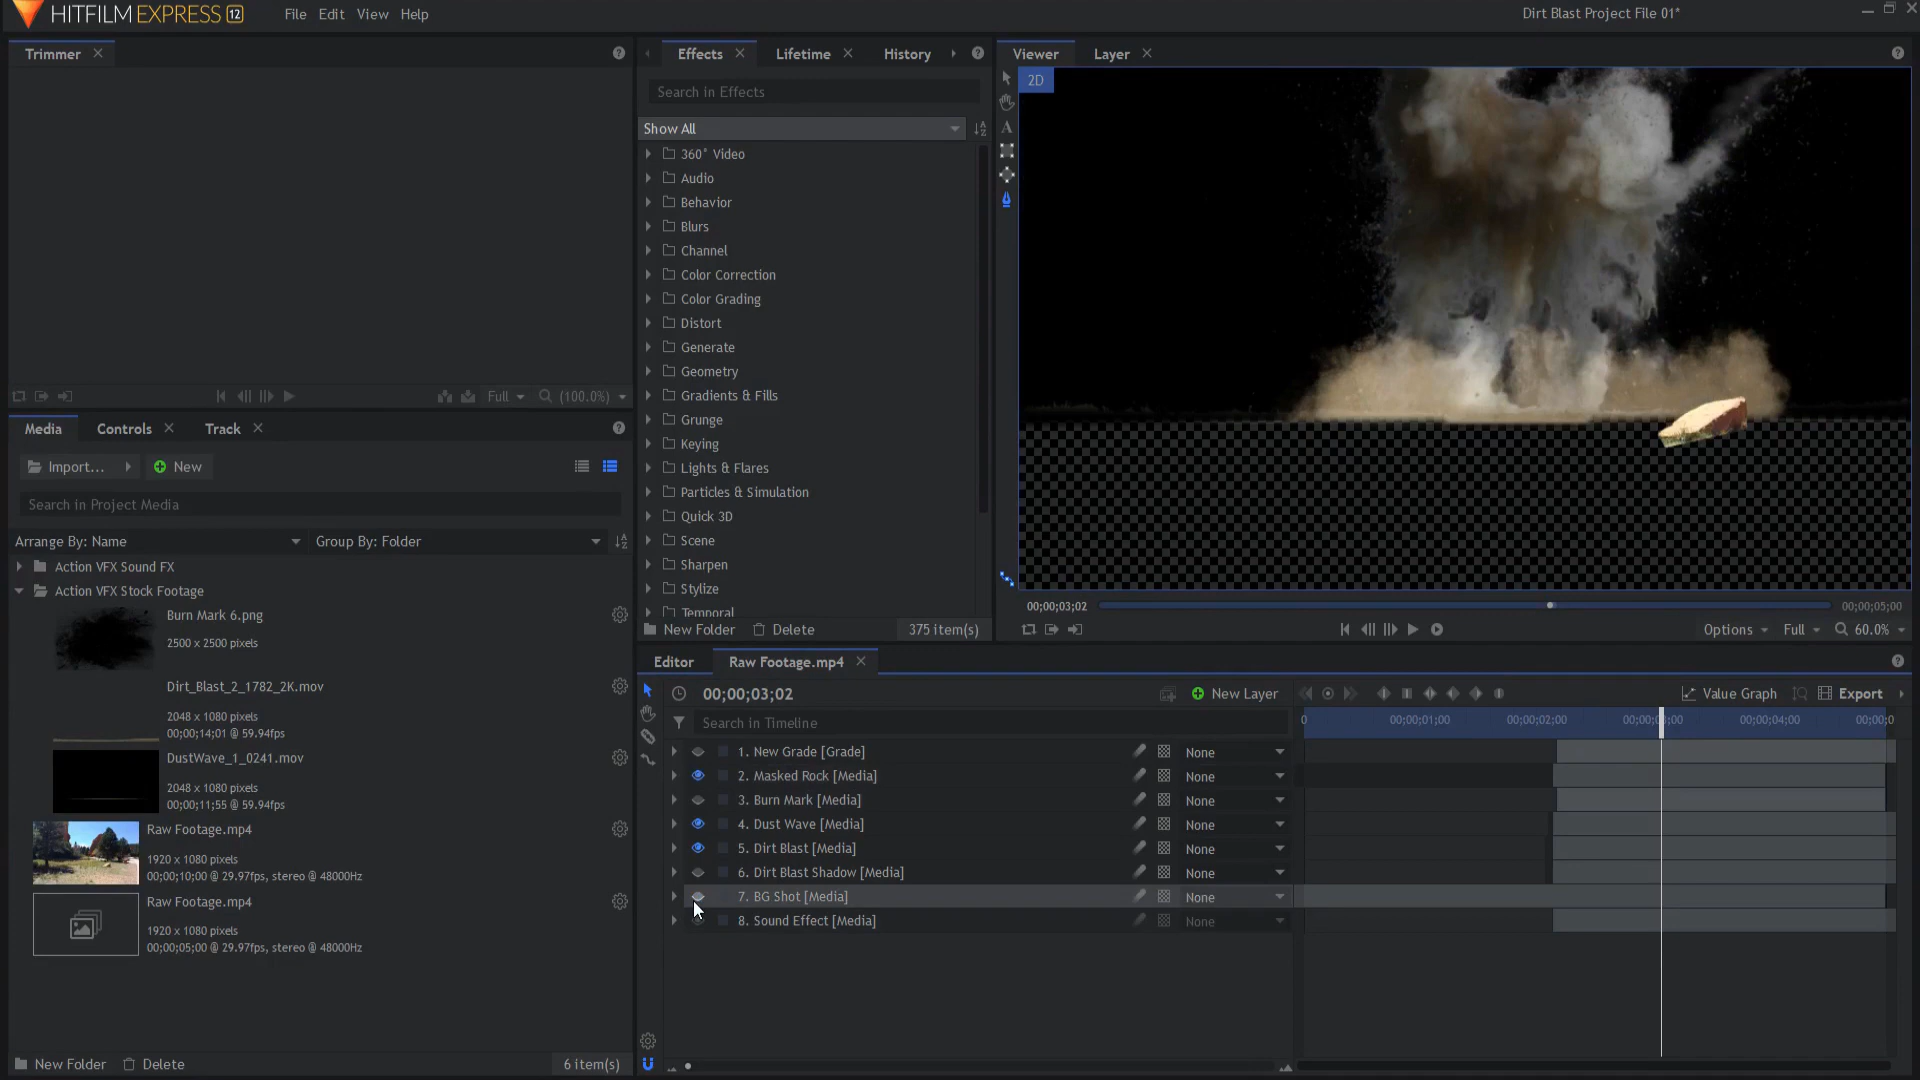 HITFILM EXPRESS 12
File Edit View Help
Dirt Blast Project File 01*
Trimmer
Full
(100.0%)
Media Controls Track
Import... New
Search in Project Media
Arrange By: Name
Group By: Folder
Action VFX Sound FX
Action VFX Stock Footage
Burn Mark 6.png
2500 x 2500 pixels
Dirt_Blast_2_1782_2K.mov
2048 x 1080 pixels
00;00;14;01 @ 59.94fps
DustWave_1_0241.mov
2048 x 1080 pixels
00;00;11;55 @ 59.94fps
Raw Footage.mp4
1920 x 1080 pixels
00;00;10;00 @ 29.97fps, stereo @ 48000Hz
Raw Footage.mp4
1920 x 1080 pixels
00;00;05;00 @ 29.97fps, stereo @ 48000Hz
New Folder Delete 6 item(s)
Effects Lifetime History
Search in Effects
Show All
360° Video
Audio
Behavior
Blurs
Channel
Color Correction
Color Grading
Distort
Generate
Geometry
Gradients & Fills
Grunge
Keying
Lights & Flares
Particles & Simulation
Quick 3D
Scene
Sharpen
Stylize
Temporal
New Folder Delete 375 item(s)
Viewer Layer
2D
00;00;03;02
00;00;05;00
Options Full 60.0%
Editor Raw Footage.mp4
00;00;03;02
New Layer
Value Graph
Export
Search in Timeline
0 00;00;01;00 00;00;02;00 00;00;03;00 00;00;04;00 00;00;0
1. New Grade [Grade] None
2. Masked Rock [Media] None
3. Burn Mark [Media] None
4. Dust Wave [Media] None
5. Dirt Blast [Media] None
6. Dirt Blast Shadow [Media] None
7. BG Shot [Media] None
8. Sound Effect [Media] None